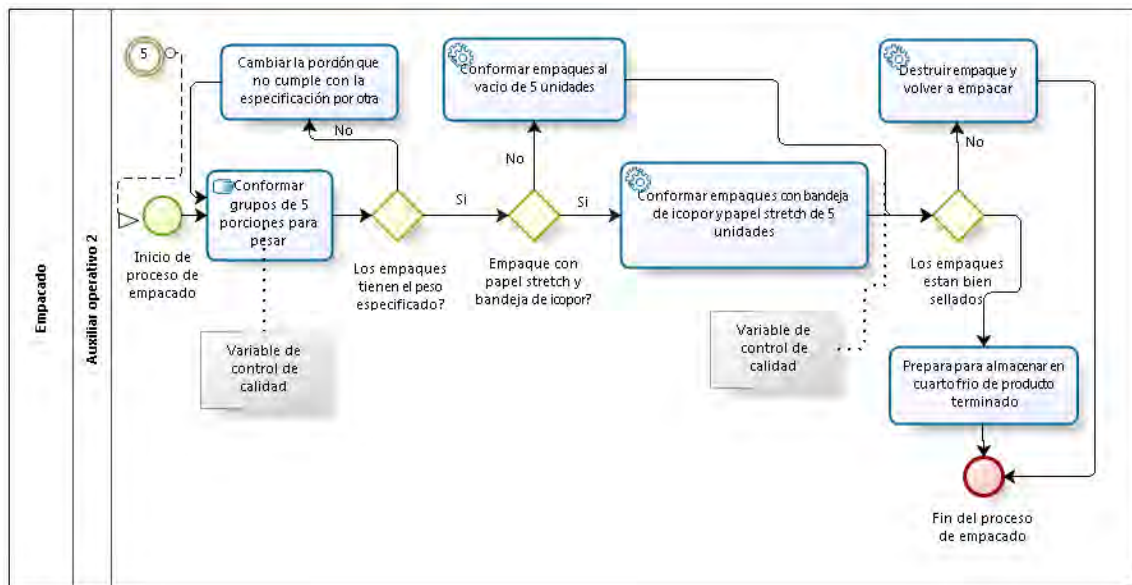 Empacado
Auxiliar operativo 2
5
Cambiar la pordón que
no cumple con la
especificación por otra
Conformar empaques al
vacio de 5 unidades
Destruir empaque y
volver a empacar
No
No
No
Conformar
grupos de 5
porciones para
pesar
Si
Si
Conformar empaques con bandeja
de icopor y papel stretch de 5
unidades
Inicio de
proceso de
empacado
Los empaques
tienen el peso
especificado?
Empaque con
papel stretch y
bandeja de icopor?
Los empaques
estan bien
sellados
Variable de
control de
calidad
Variable de
control de
calidad
Prepara para almacenar en
cuarto frio de producto
terminado
Fin del proceso
de empacado